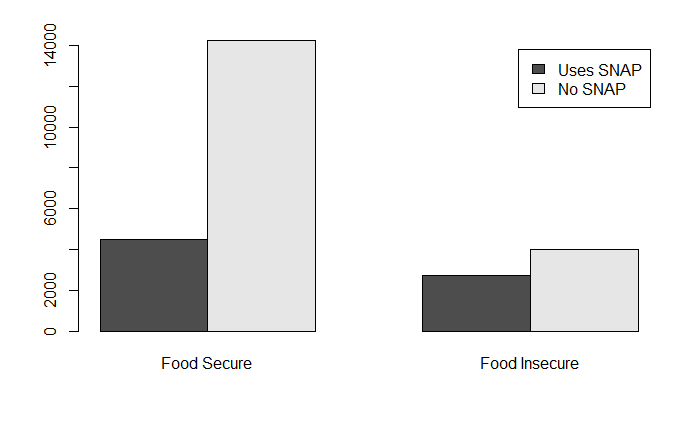 14000
10000
6000
2000
0
Uses SNAP
No SNAP
Food Secure
Food Insecure